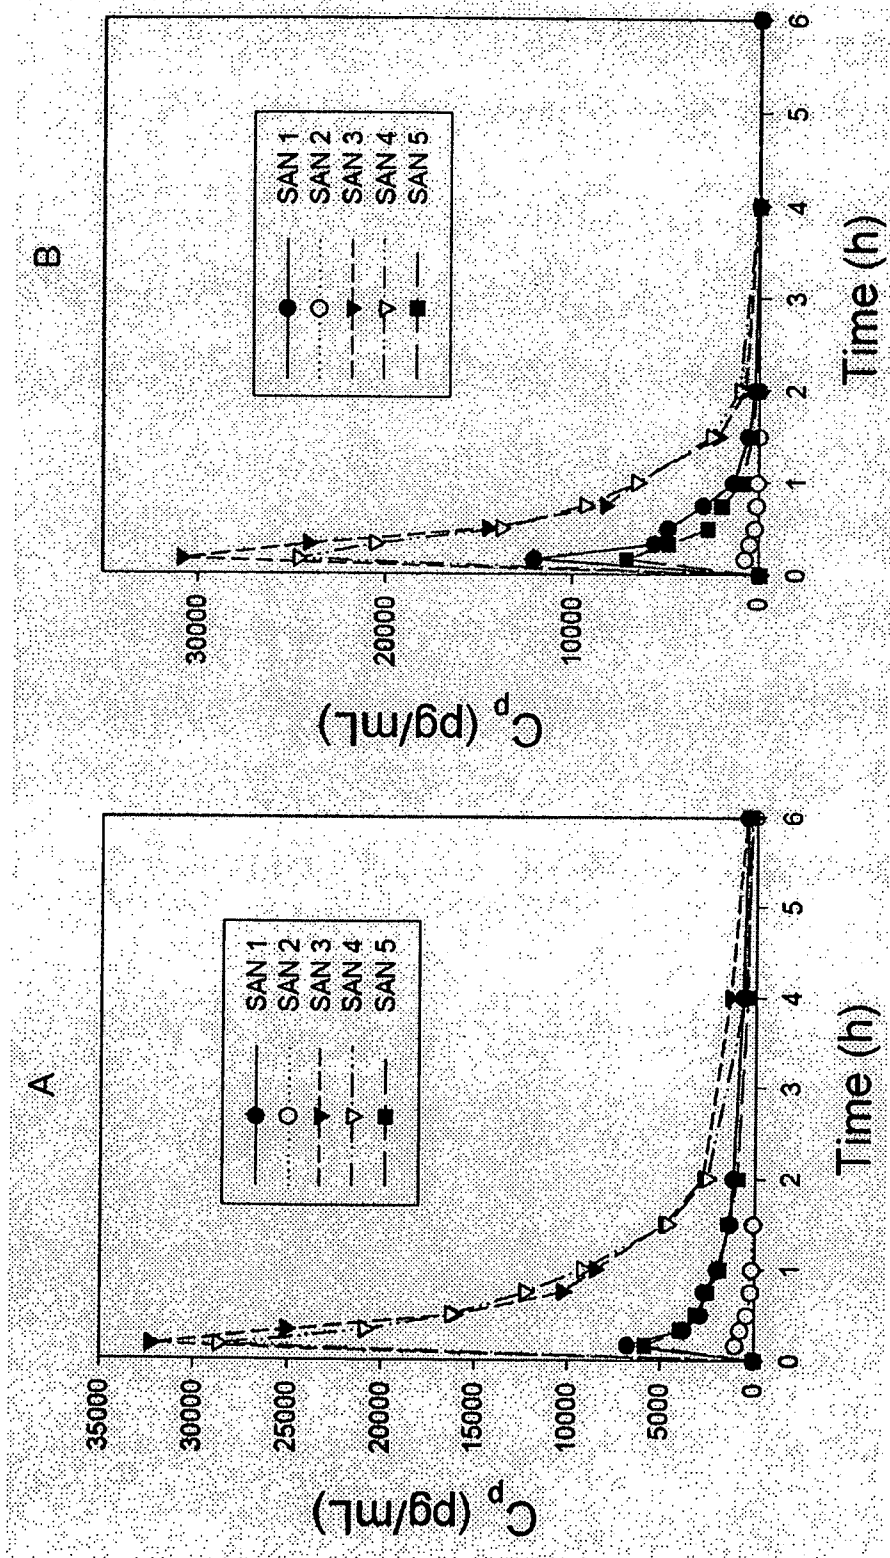 A
C_p (pg/mL)
35000
30000
25000
20000
15000
10000
5000
0
SAN 1
SAN 2
SAN 3
SAN 4
SAN 5
0 1 2 3 4 5 6
Time (h)
B
C_p (pg/mL)
30000
20000
10000
0
SAN 1
SAN 2
SAN 3
SAN 4
SAN 5
0 1 2 3 4 5 6
Time (h)